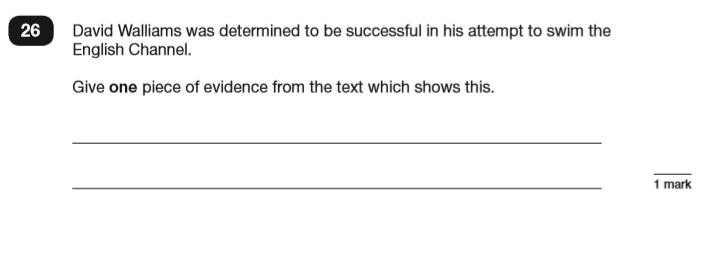 26
David Walliams was determined to be successful in his attempt to swim the
English Channel.
Give one piece of evidence from the text which shows this.
1 mark